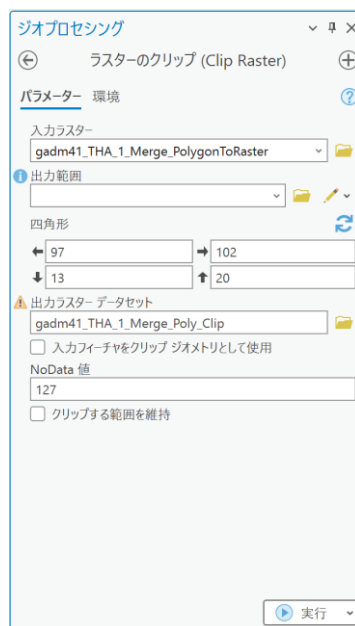 ジオプロセシング
ラスターのクリップ (Clip Raster)
パラメーター 環境
入力ラスター
gadm41_THA_1_Merge_PolygonToRaster
出力範囲
四角形
97 102
13 20
出力ラスター データセット
gadm41_THA_1_Merge_Poly_Clip
入力フィーチャをクリップ ジオメトリとして使用
NoData 値
127
クリップする範囲を維持
実行